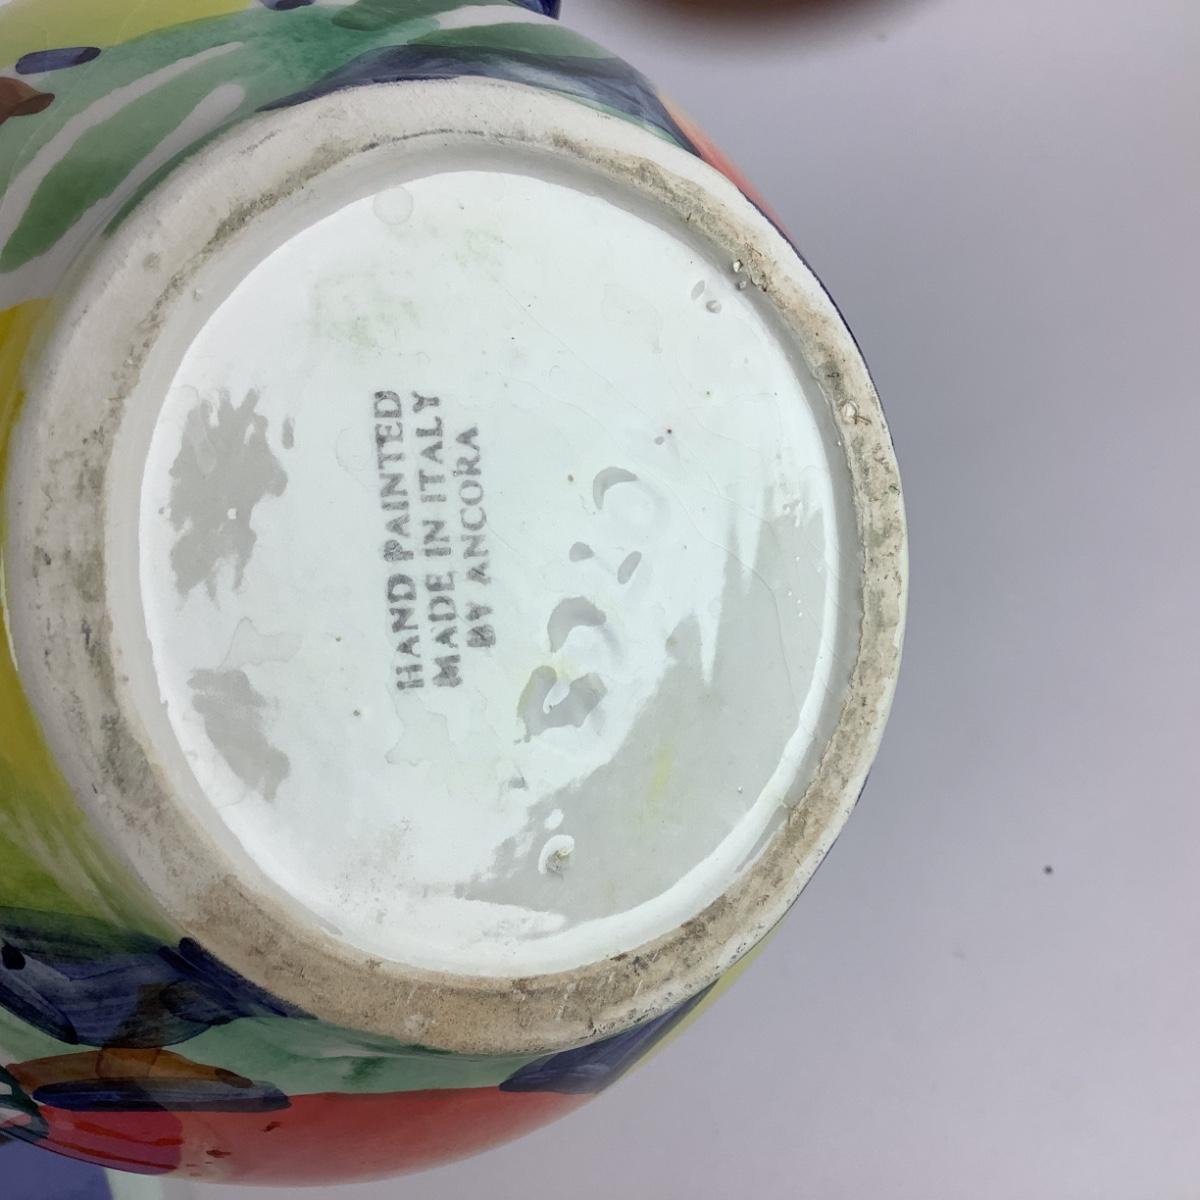 HAND PAINTED
MADE IN ITALY
BY ANCORA